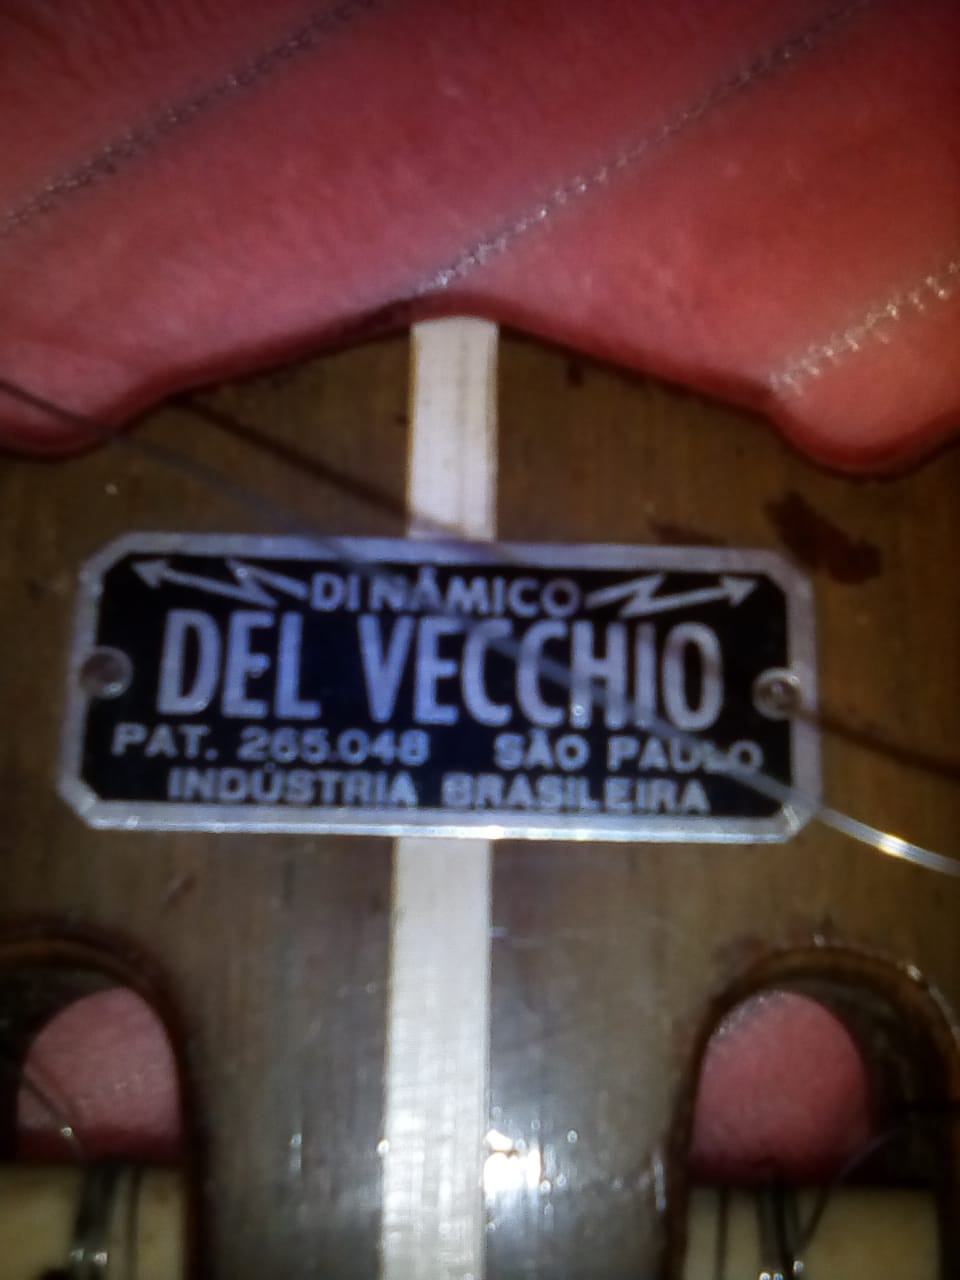 DINÂMICO
DEL VECCHIO
PAT. 265.048 SÃO PAULO
INDÚSTRIA BRASILEIRA